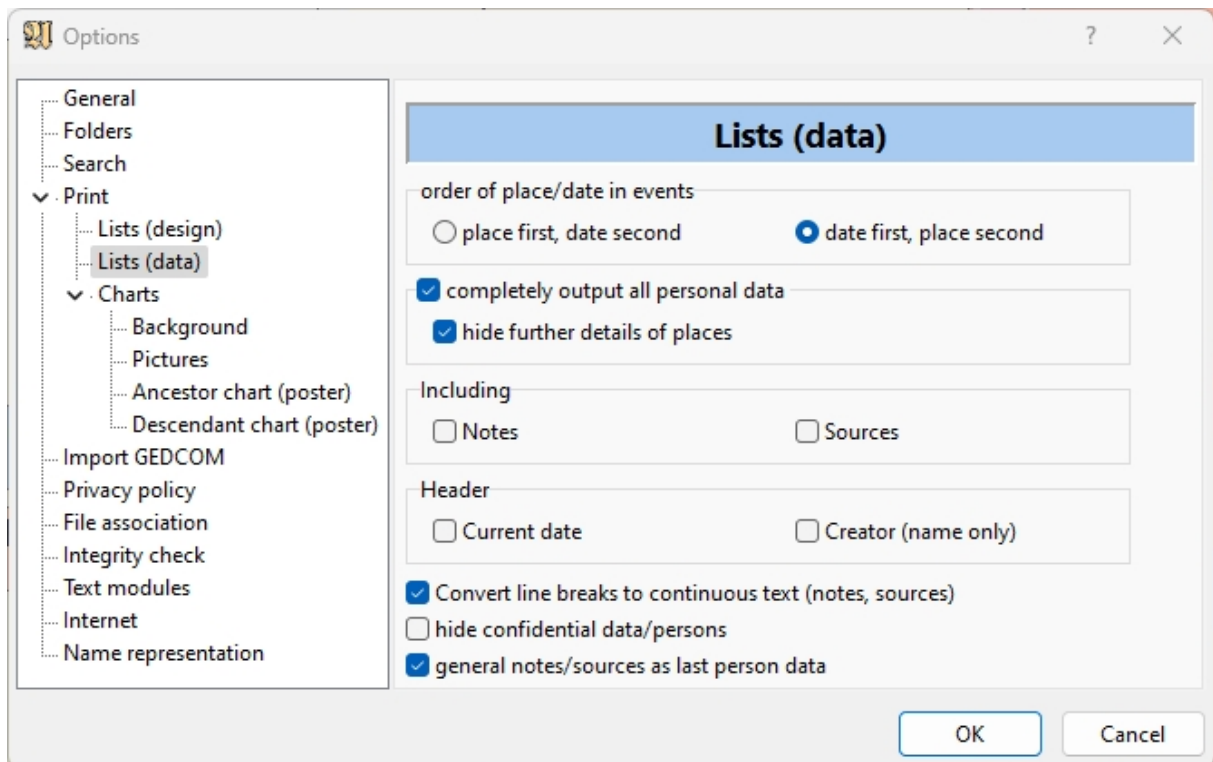 Options
?
General
Folders
Search
Print
Lists (design)
Lists (data)
Charts
Background
Pictures
Ancestor chart (poster)
Descendant chart (poster)
Import GEDCOM
Privacy policy
File association
Integrity check
Text modules
Internet
Name representation
Lists (data)
order of place/date in events
place first, date second
date first, place second
completely output all personal data
hide further details of places
Including
Notes
Sources
Header
Current date
Creator (name only)
Convert line breaks to continuous text (notes, sources)
hide confidential data/persons
general notes/sources as last person data
OK
Cancel